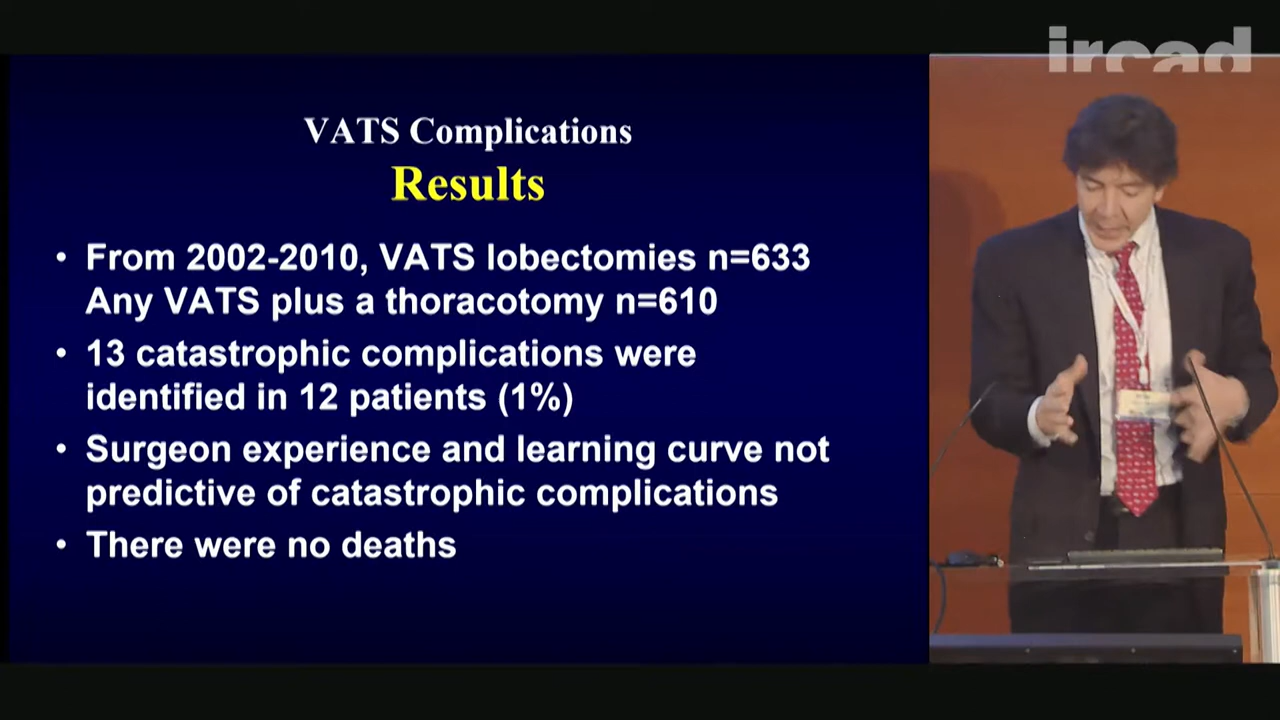 ircad
VATS Complications
Results
• From 2002-2010, VATS lobectomies n=633
Any VATS plus a thoracotomy n=610
• 13 catastrophic complications were
identified in 12 patients (1%)
• Surgeon experience and learning curve not
predictive of catastrophic complications
• There were no deaths